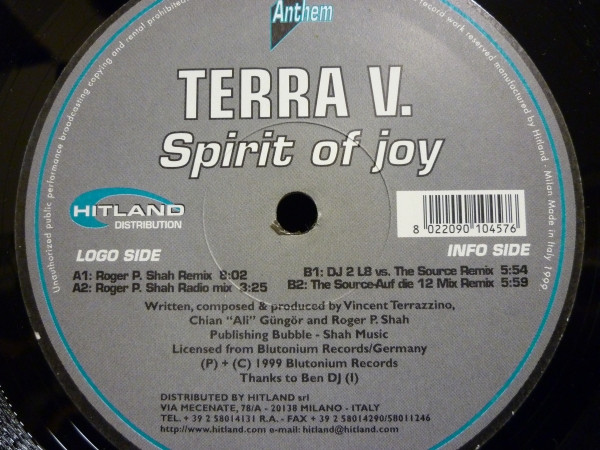 Anthem
TERRA V.
Spirit of joy
HITLAND
DISTRIBUTION
8 022090 104576
LOGO SIDE
INFO SIDE
A1: Roger P. Shah Remix 8:02
A2: Roger P. Shah Radio mix 3:25
B1: DJ 2 L8 vs. The Source Remix 5:54
B2: The Source-Auf die 12 Mix Remix 5:59
Written, composed & produced by Vincent Terrazzino,
Chian "Ali" Güngör and Roger P. Shah
Publishing Bubble - Shah Music
Licensed from Blutonium Records/Germany
(P) + (C) 1999 Blutonium Records
Thanks to Ben DJ (I)
DISTRIBUTED BY HITLAND srl
VIA MECENATE, 78/A - 20138 MILANO - ITALY
TEL. + 39 2 58014131 R.A. - FAX + 39 2 58014290/58011246
http://www.hitland.com e-mail: hitland@hitland.com
Unauthorized public performance broadcasting copying and rental prohibited
record work reserved manufactured by Hitland - Milan Made in Italy 1999.